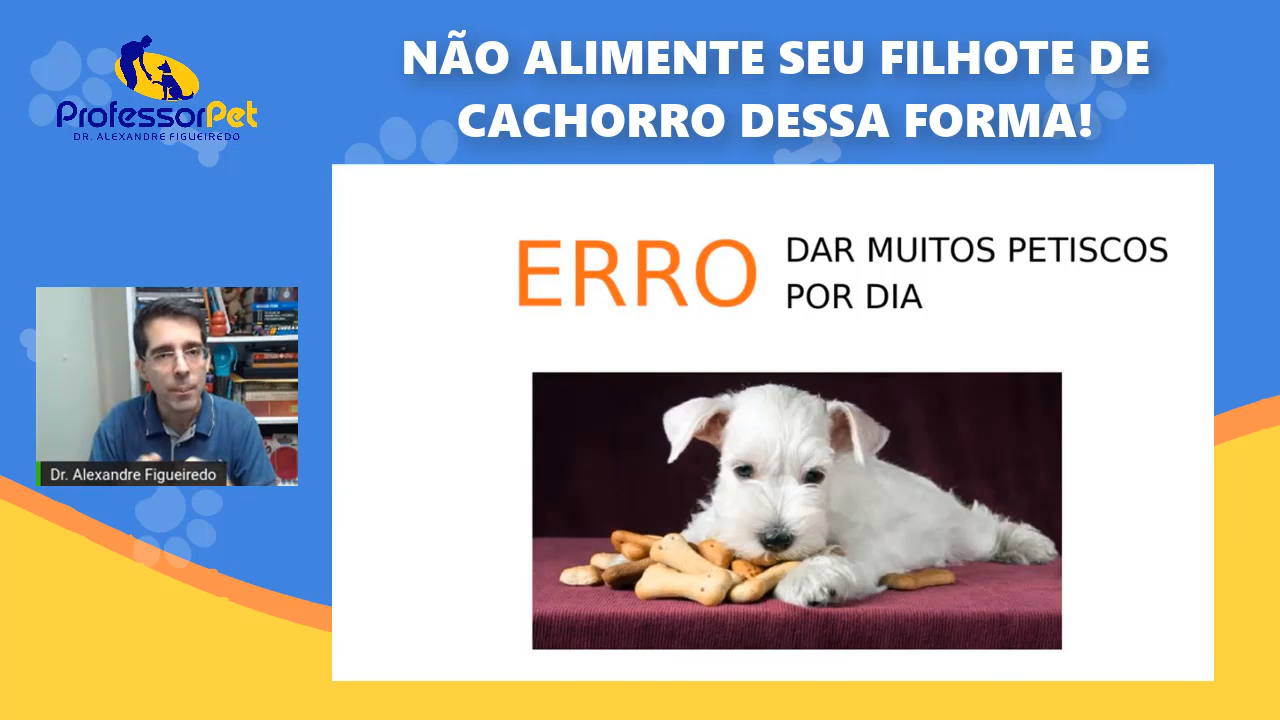 NÃO ALIMENTE SEU FILHOTE DE
CACHORRO DESSA FORMA!
ProfessorPet
DR. ALEXANDRE FIGUEIREDO
ERRO
DAR MUITOS PETISCOS
POR DIA
Dr. Alexandre Figueiredo